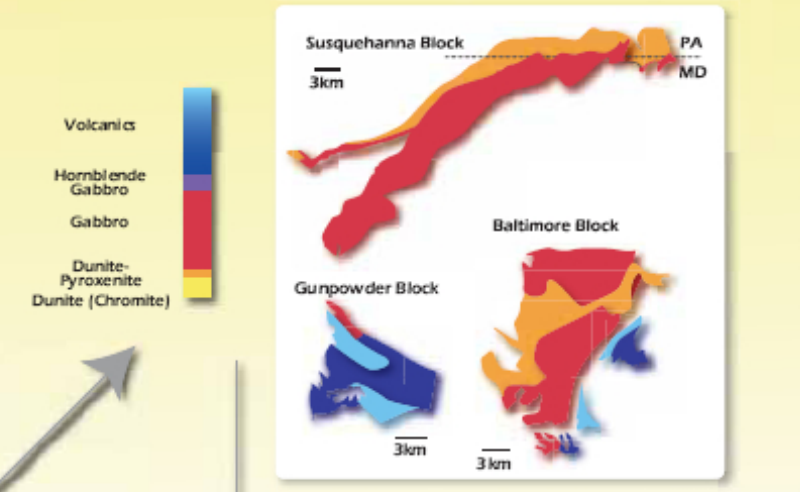 Susquehanna Block
PA
MD
3km
Volcanics
Hornblende
Gabbro
Gabbro
Dunite-
Pyroxenite
Dunite (Chromite)
Baltimore Block
Gunpowder Block
3km
3km